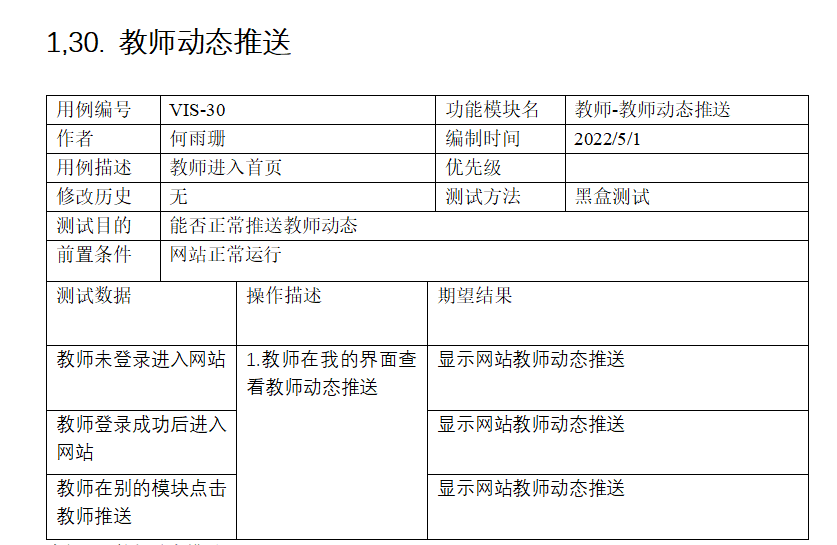 1,30. 教师动态推送
用例编号 VIS-30 功能模块名 教师-教师动态推送
作者 何雨珊 编制时间 2022/5/1
用例描述 教师进入首页 优先级
修改历史 无 测试方法 黑盒测试
测试目的 能否正常推送教师动态
前置条件 网站正常运行
测试数据 操作描述 期望结果
教师未登录进入网站 1.教师在我的界面查 显示网站教师动态推送
看教师动态推送
教师登录成功后进入 显示网站教师动态推送
网站
教师在别的模块点击 显示网站教师动态推送
教师推送